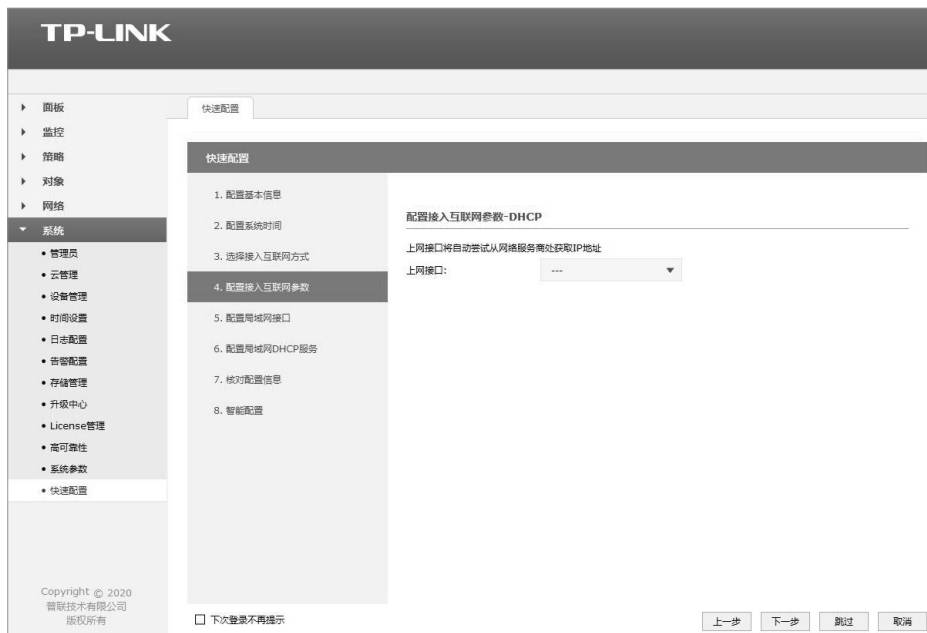 TP-LINK
面板
监控
策略
对象
网络
系统
• 管理员
• 云管理
• 设备管理
• 时间设置
• 日志配置
• 告警配置
• 存储管理
• 升级中心
• License管理
• 高可靠性
• 系统参数
• 快速配置
Copyright © 2020
普联技术有限公司
版权所有
快速配置
快速配置
1. 配置基本信息
2. 配置系统时间
3. 选择接入互联网方式
4. 配置接入互联网参数
5. 配置局域网接口
6. 配置局域网DHCP服务
7. 核对配置信息
8. 智能配置
配置接入互联网参数-DHCP
上网接口将自动尝试从网络服务商处获取IP地址
上网接口: ---
下次登录不再提示
上一步 下一步 跳过 取消